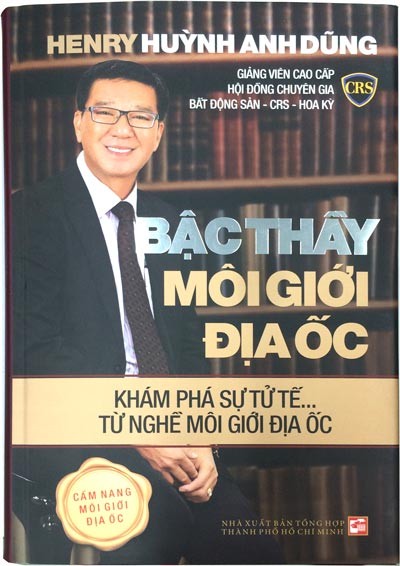 HENRY HUỲNH ANH DŨNG
GIẢNG VIÊN CAO CẤP
HỘI ĐỒNG CHUYÊN GIA
BẤT ĐỘNG SẢN - CRS - HOA KỲ
CRS
BẬC THẦY
MÔI GIỚI
ĐỊA ỐC
KHÁM PHÁ SỰ TỬ TẾ...
TỪ NGHỀ MÔI GIỚI ĐỊA ỐC
CẨM NANG
MÔI GIỚI
ĐỊA ỐC
NHÀ XUẤT BẢN TỔNG HỢP
THÀNH PHỐ HỒ CHÍ MINH